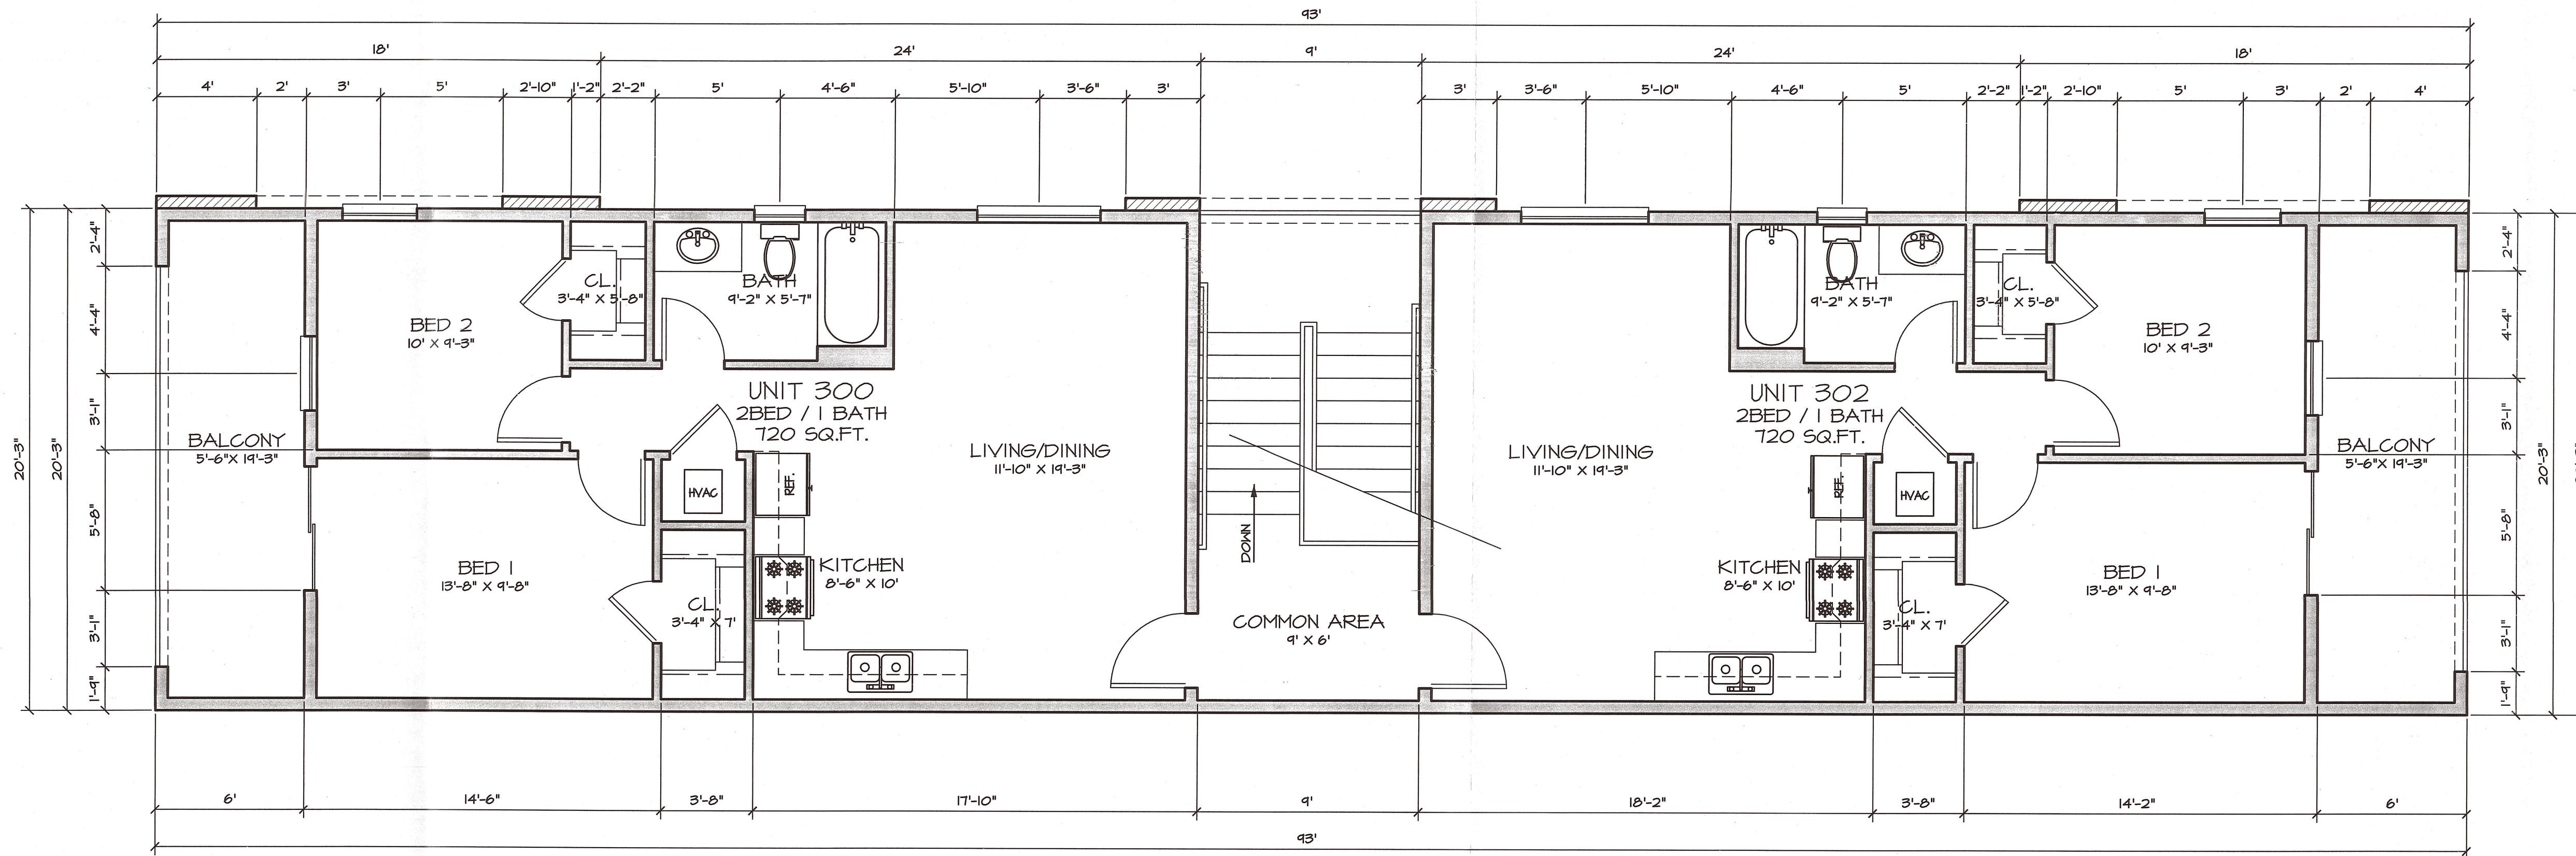 93'
18' 24' 9' 24' 18'
4' 2' 3' 5' 2'-10" 1'-2" 2'-2" 5' 4'-6" 5'-10" 3'-6" 3' 3' 3'-6" 5'-10" 4'-6" 5' 2'-2" 1'-2" 2'-10" 5' 3' 2' 4'
20'-3"
20'-3"
2'-4"
4'-4"
3'-1"
5'-8"
3'-1"
1'-9"
BALCONY
5'-6"X 19'-3"
BED 2
10' X 9'-3"
CL.
3'-4" X 5'-8"
BATH
9'-2" X 5'-7"
UNIT 300
2BED / 1 BATH
720 SQ.FT.
LIVING/DINING
11'-10" X 19'-3"
HVAC
REF.
BED 1
13'-8" X 9'-8"
CL.
3'-4" X 7'
KITCHEN
8'-6" X 10'
DOWN
COMMON AREA
9' X 6'
LIVING/DINING
11'-10" X 19'-3"
BATH
9'-2" X 5'-7"
UNIT 302
2BED / 1 BATH
720 SQ.FT.
CL.
3'-4" X 5'-8"
BED 2
10' X 9'-3"
REF.
HVAC
KITCHEN
8'-6" X 10'
CL.
3'-4" X 7'
BED 1
13'-8" X 9'-8"
BALCONY
5'-6"X 19'-3"
2'-4"
4'-4"
3'-1"
5'-8"
3'-1"
1'-9"
20'-3"
6' 14'-6" 3'-8" 17'-10" 9' 18'-2" 3'-8" 14'-2" 6'
93'